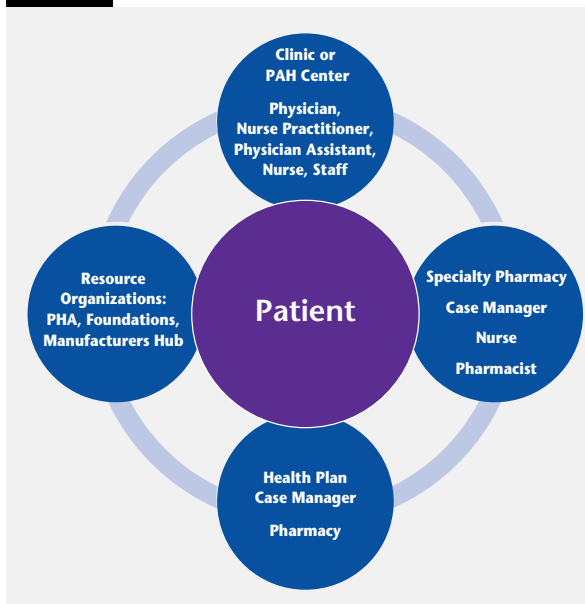 Clinic or
PAH Center
Physician,
Nurse Practitioner,
Physician Assistant,
Nurse, Staff
Resource
Organizations:
PHA, Foundations,
Manufacturers Hub
Patient
Specialty Pharmacy
Case Manager
Nurse
Pharmacist
Health Plan
Case Manager
Pharmacy